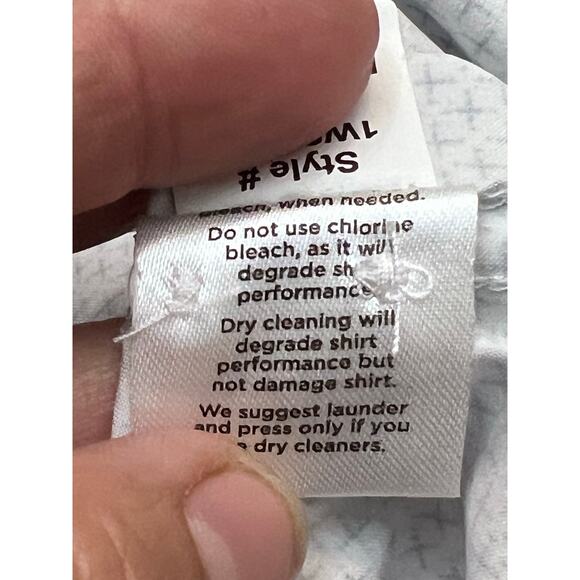 Style #
bleach, when needed.
Do not use chlorine
bleach, as it will
degrade sh
performance
Dry cleaning will
degrade shirt
performance but
not damage shirt.
We suggest launder
and press only if you
dry cleaners.